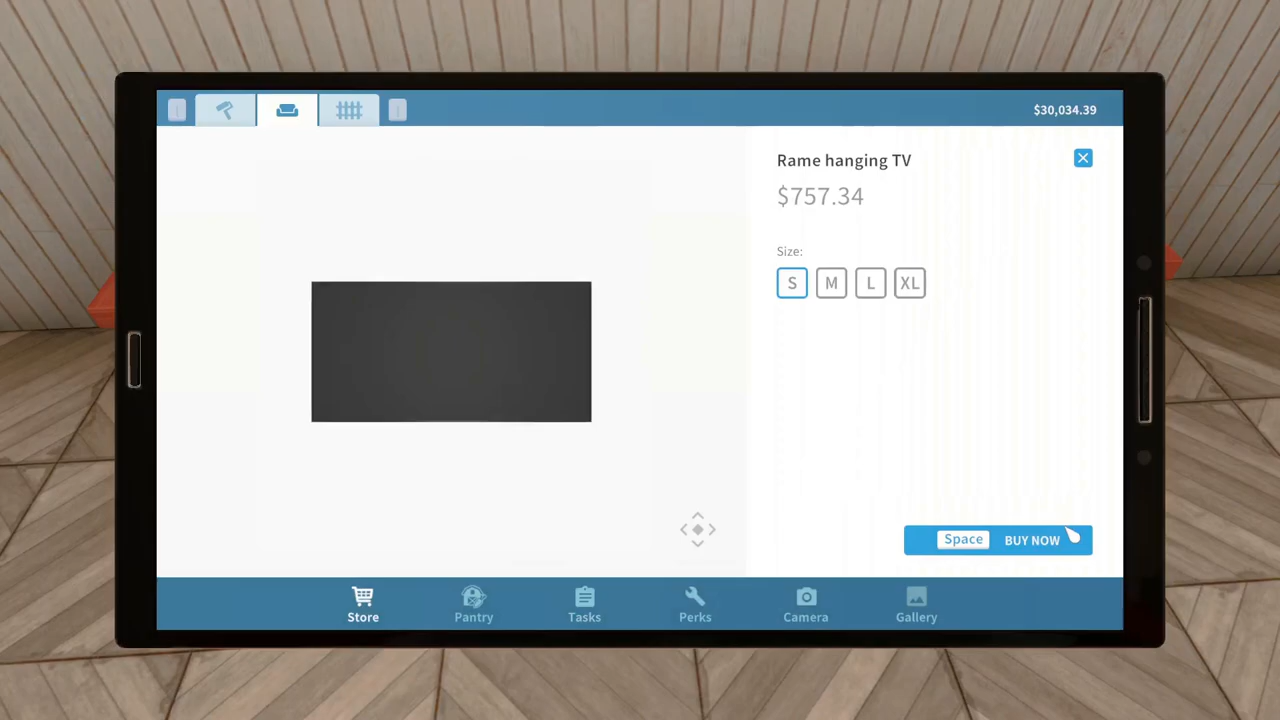 $30,034.39
Rame hanging TV
$757.34
Size:
S M L XL
Space BUY NOW
Store Pantry Tasks Perks Camera Gallery